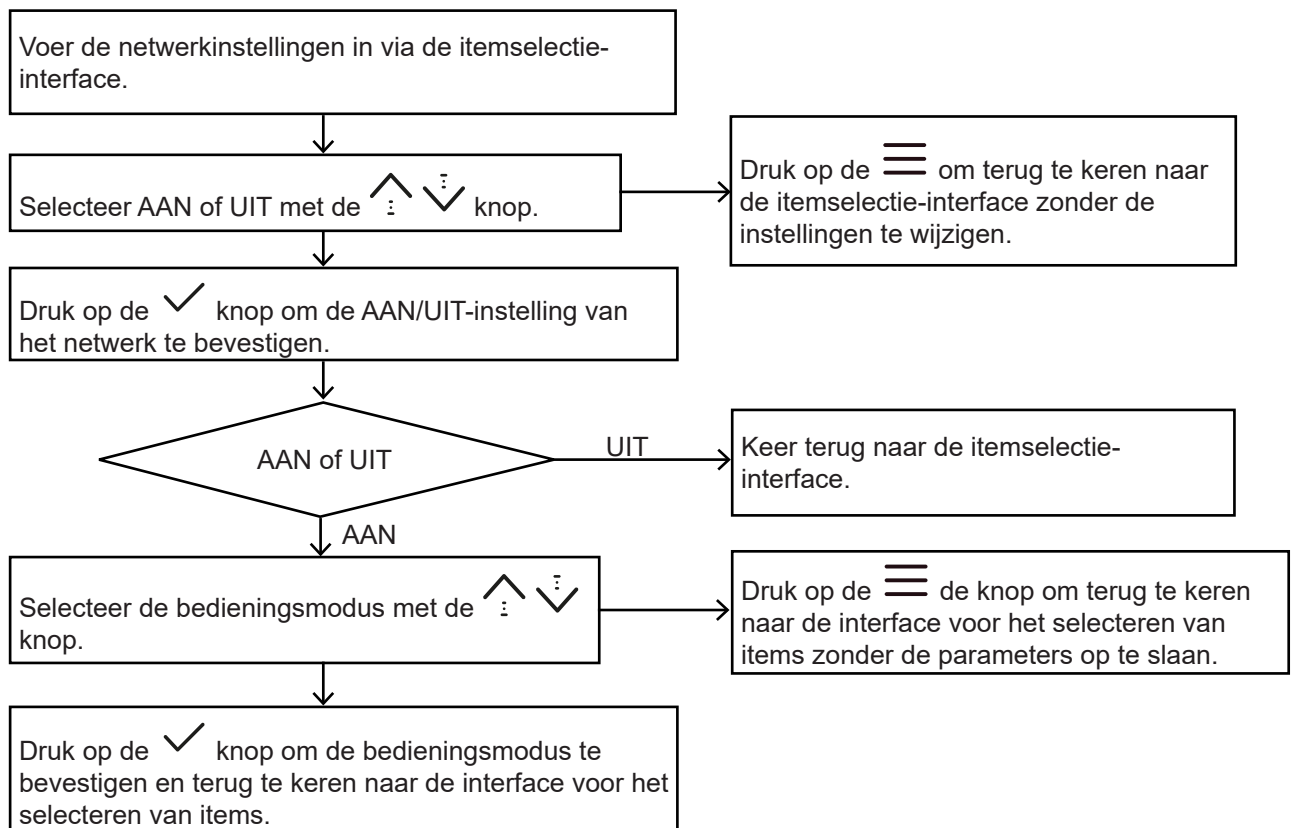 Voer de netwerkinstellingen in via de itemselectie-
interface.
Selecteer AAN of UIT met de knop.
Druk op de om terug te keren naar
de itemselectie-interface zonder de
instellingen te wijzigen.
Druk op de knop om de AAN/UIT-instelling van
het netwerk te bevestigen.
AAN of UIT
UIT
Keer terug naar de itemselectie-
interface.
AAN
Selecteer de bedieningsmodus met de
knop.
Druk op de de knop om terug te keren
naar de interface voor het selecteren van
items zonder de parameters op te slaan.
Druk op de knop om de bedieningsmodus te
bevestigen en terug te keren naar de interface voor het
selecteren van items.